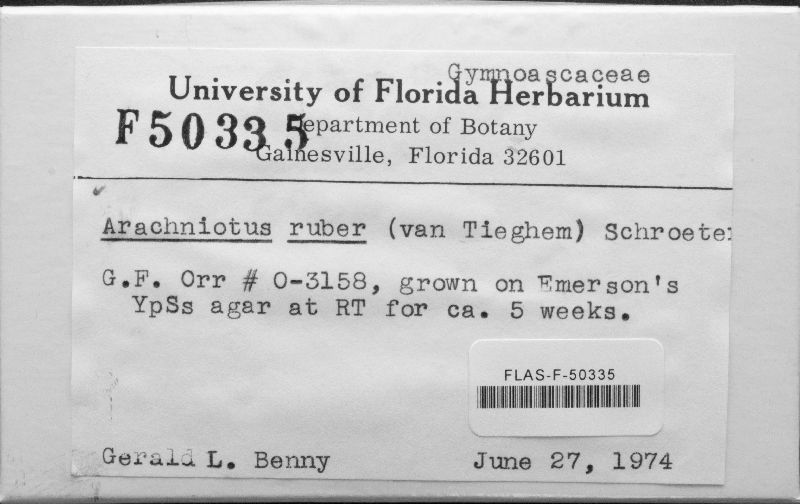 Gymnoascaceae
University of Florida Herbarium
F50335
Department of Botany
Gainesville, Florida 32601
Arachniotus ruber (van Tieghem) Schroeter
G.F. Orr # O-3158, grown on Emerson's
YpSs agar at RT for ca. 5 weeks.
FLAS-F-50335
Gerald L. Benny June 27, 1974